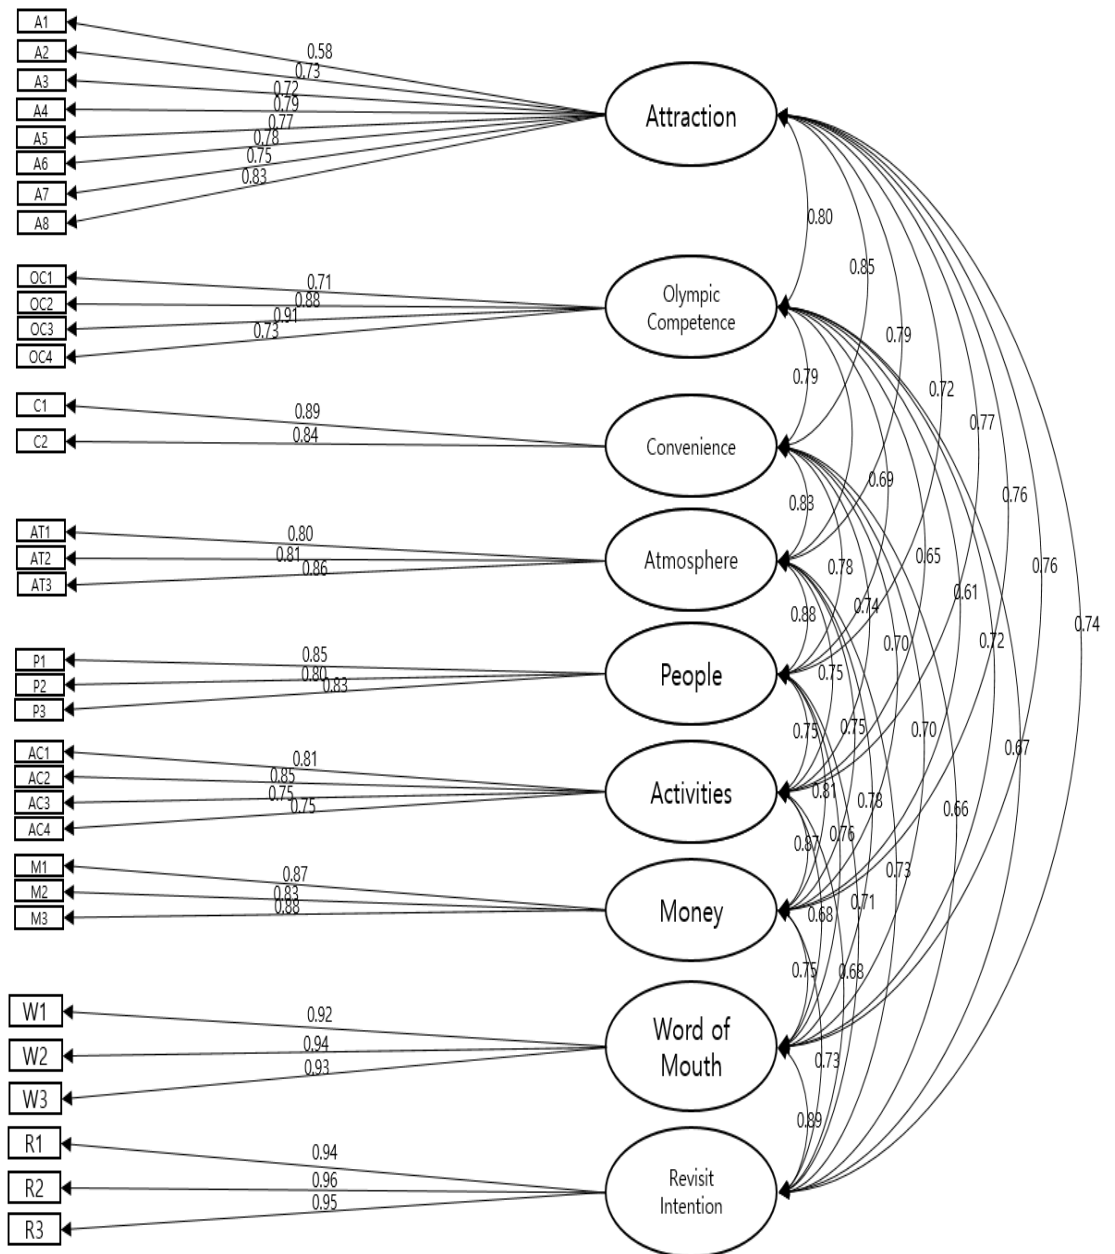 A1
A2
A3
A4
A5
A6
A7
A8
0.58
0.73
0.72
0.79
0.77
0.78
0.75
0.83
Attraction
OC1
OC2
OC3
OC4
0.71
0.88
0.91
0.73
Olympic
Competence
C1
C2
0.89
0.84
Convenience
AT1
AT2
AT3
0.80
0.81
0.86
Atmosphere
P1
P2
P3
0.85
0.80
0.83
People
AC1
AC2
AC3
AC4
0.81
0.85
0.75
0.75
Activities
M1
M2
M3
0.87
0.83
0.88
Money
W1
W2
W3
0.92
0.94
0.93
Word of
Mouth
R1
R2
R3
0.94
0.96
0.95
Revisit
Intention
0.80
0.85
0.79
0.72
0.77
0.76
0.76
0.74
0.79
0.69
0.65
0.61
0.72
0.67
0.83
0.78
0.74
0.70
0.70
0.66
0.88
0.75
0.75
0.78
0.73
0.75
0.81
0.76
0.71
0.87
0.68
0.68
0.75
0.73
0.89